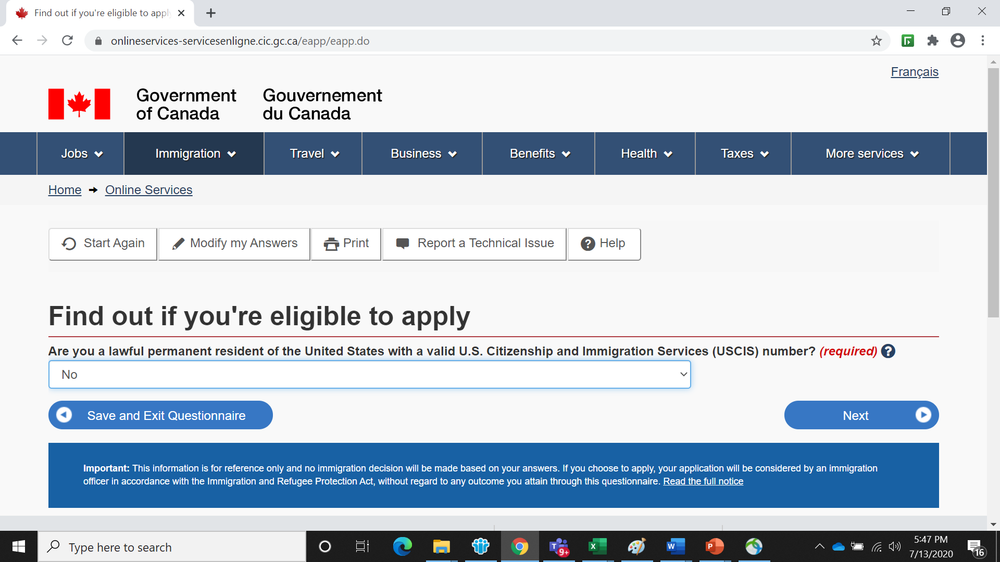 Find out if you're eligible to appl
onlineservices-servicesenligne.cic.gc.ca/eapp/eapp.do
Français
Government of Canada
Gouvernement du Canada
Jobs Immigration Travel Business Benefits Health Taxes More services
Home Online Services
Start Again Modify my Answers Print Report a Technical Issue Help
Find out if you're eligible to apply
Are you a lawful permanent resident of the United States with a valid U.S. Citizenship and Immigration Services (USCIS) number? (required)
No
Save and Exit Questionnaire Next
Important: This information is for reference only and no immigration decision will be made based on your answers. If you choose to apply, your application will be considered by an immigration
officer in accordance with the Immigration and Refugee Protection Act, without regard to any outcome you attain through this questionnaire. Read the full notice
Type here to search
9+
5:47 PM
7/13/2020
16